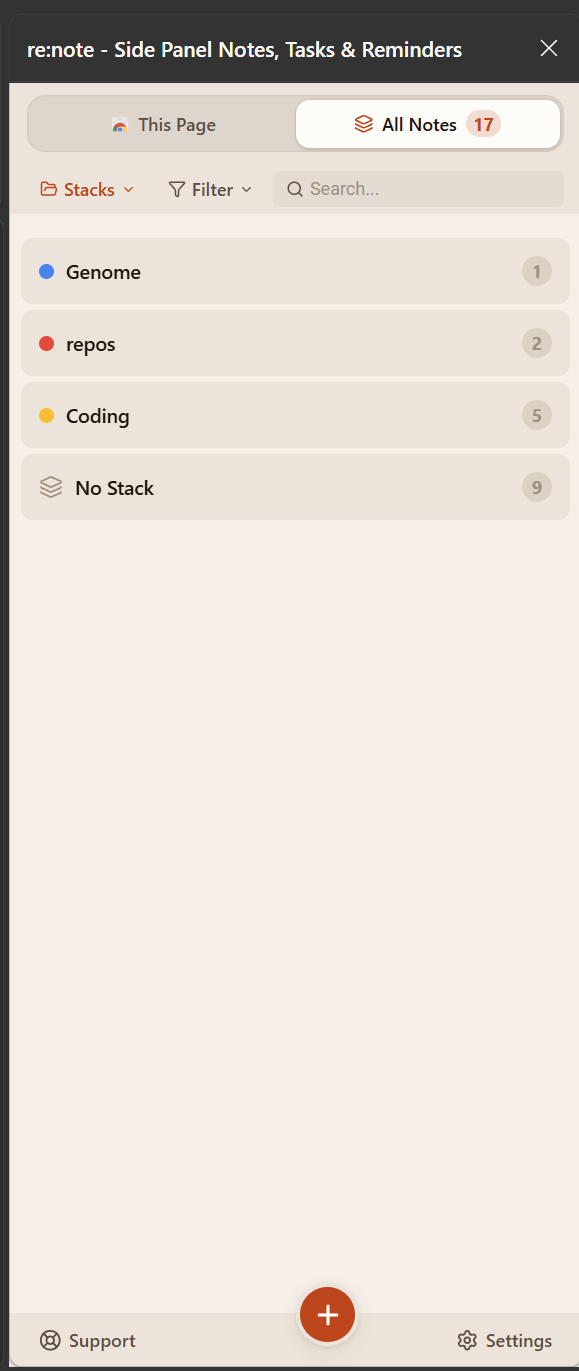 re:note - Side Panel Notes, Tasks & Reminders
This Page All Notes 17
Stacks Filter Search...
Genome 1
repos 2
Coding 5
No Stack 9
Support Settings